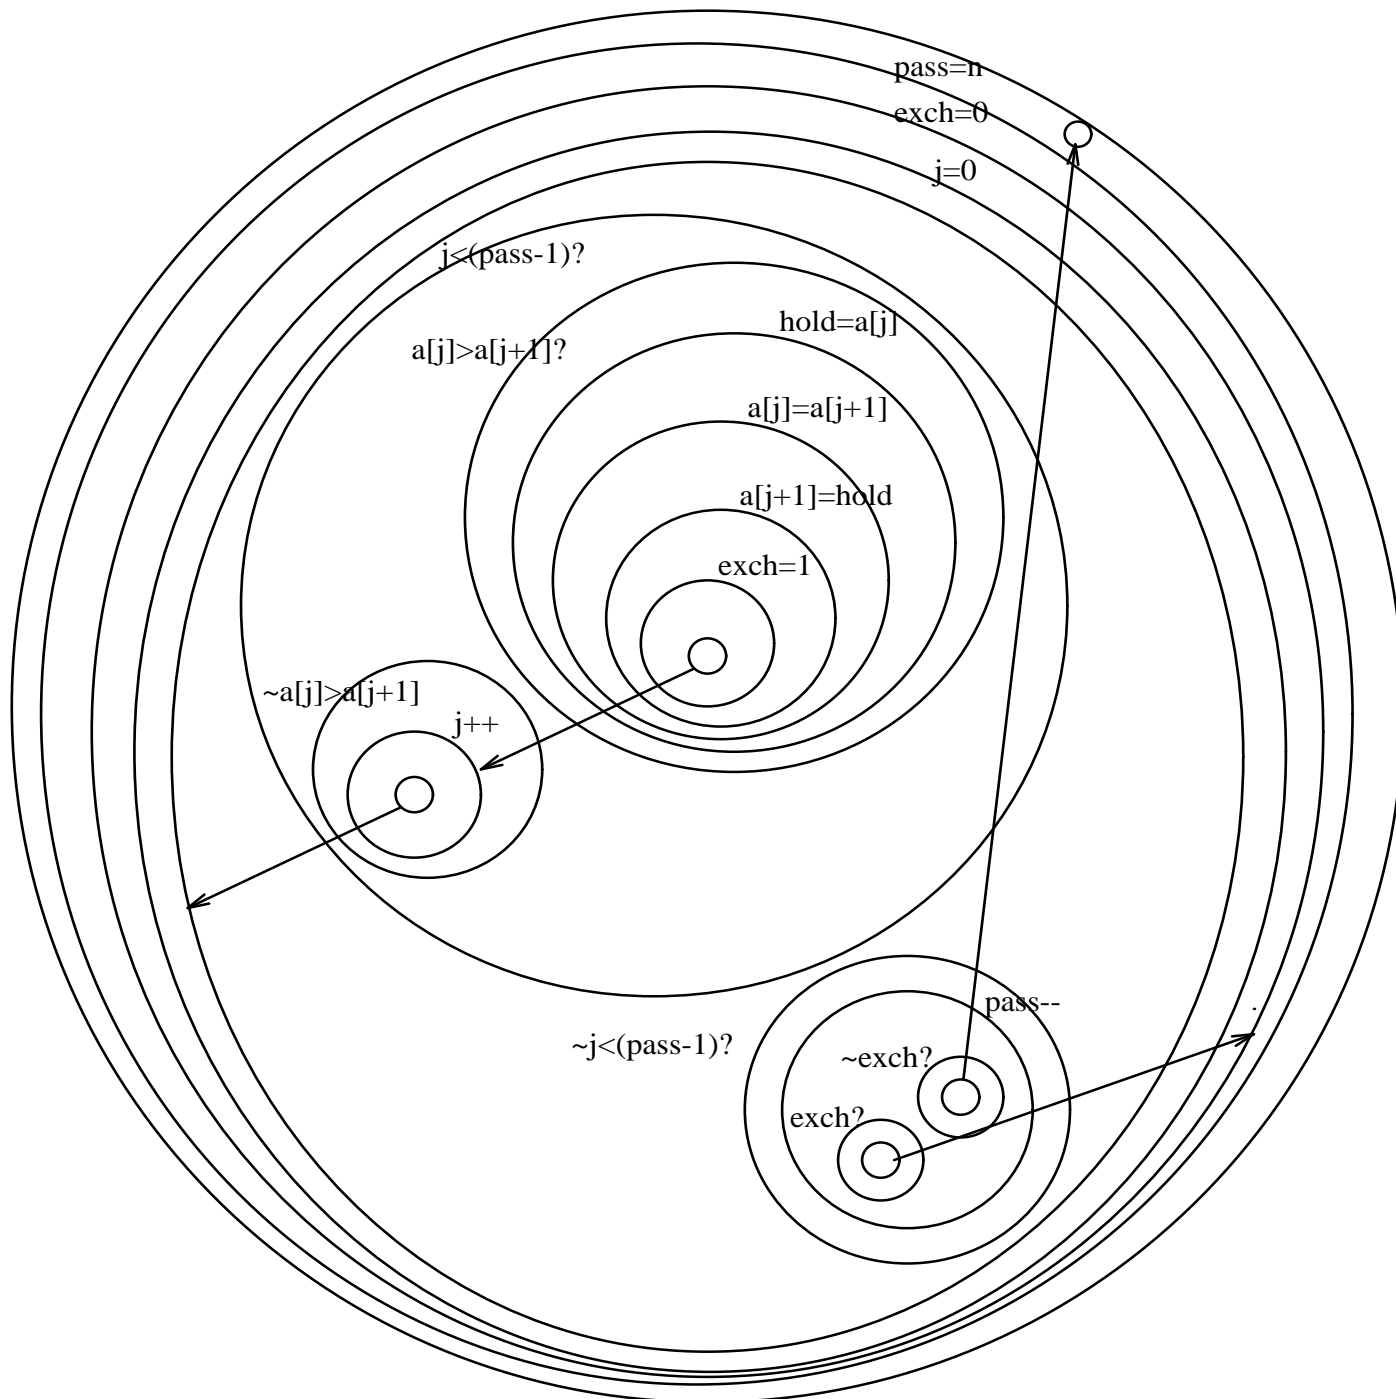 pass=n
exch=0
j=0
j<(pass-1)?
hold=a[j]
a[j]>a[j+1]?
a[j]=a[j+1]
a[j+1]=hold
exch=1
~a[j]>a[j+1]
j++
pass--
~j<(pass-1)?
~exch?
exch?